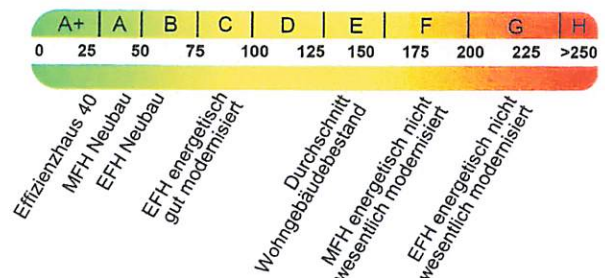 A+ A B C D E F G H
0 25 50 75 100 125 150 175 200 225 >250
Effizienzhaus 40
MFH Neubau
EFH Neubau
EFH energetisch
gut modernisiert
Durchschnitt
Wohngebäudebestand
MFH energetisch nicht
wesentlich modernisiert
EFH energetisch nicht
wesentlich modernisiert